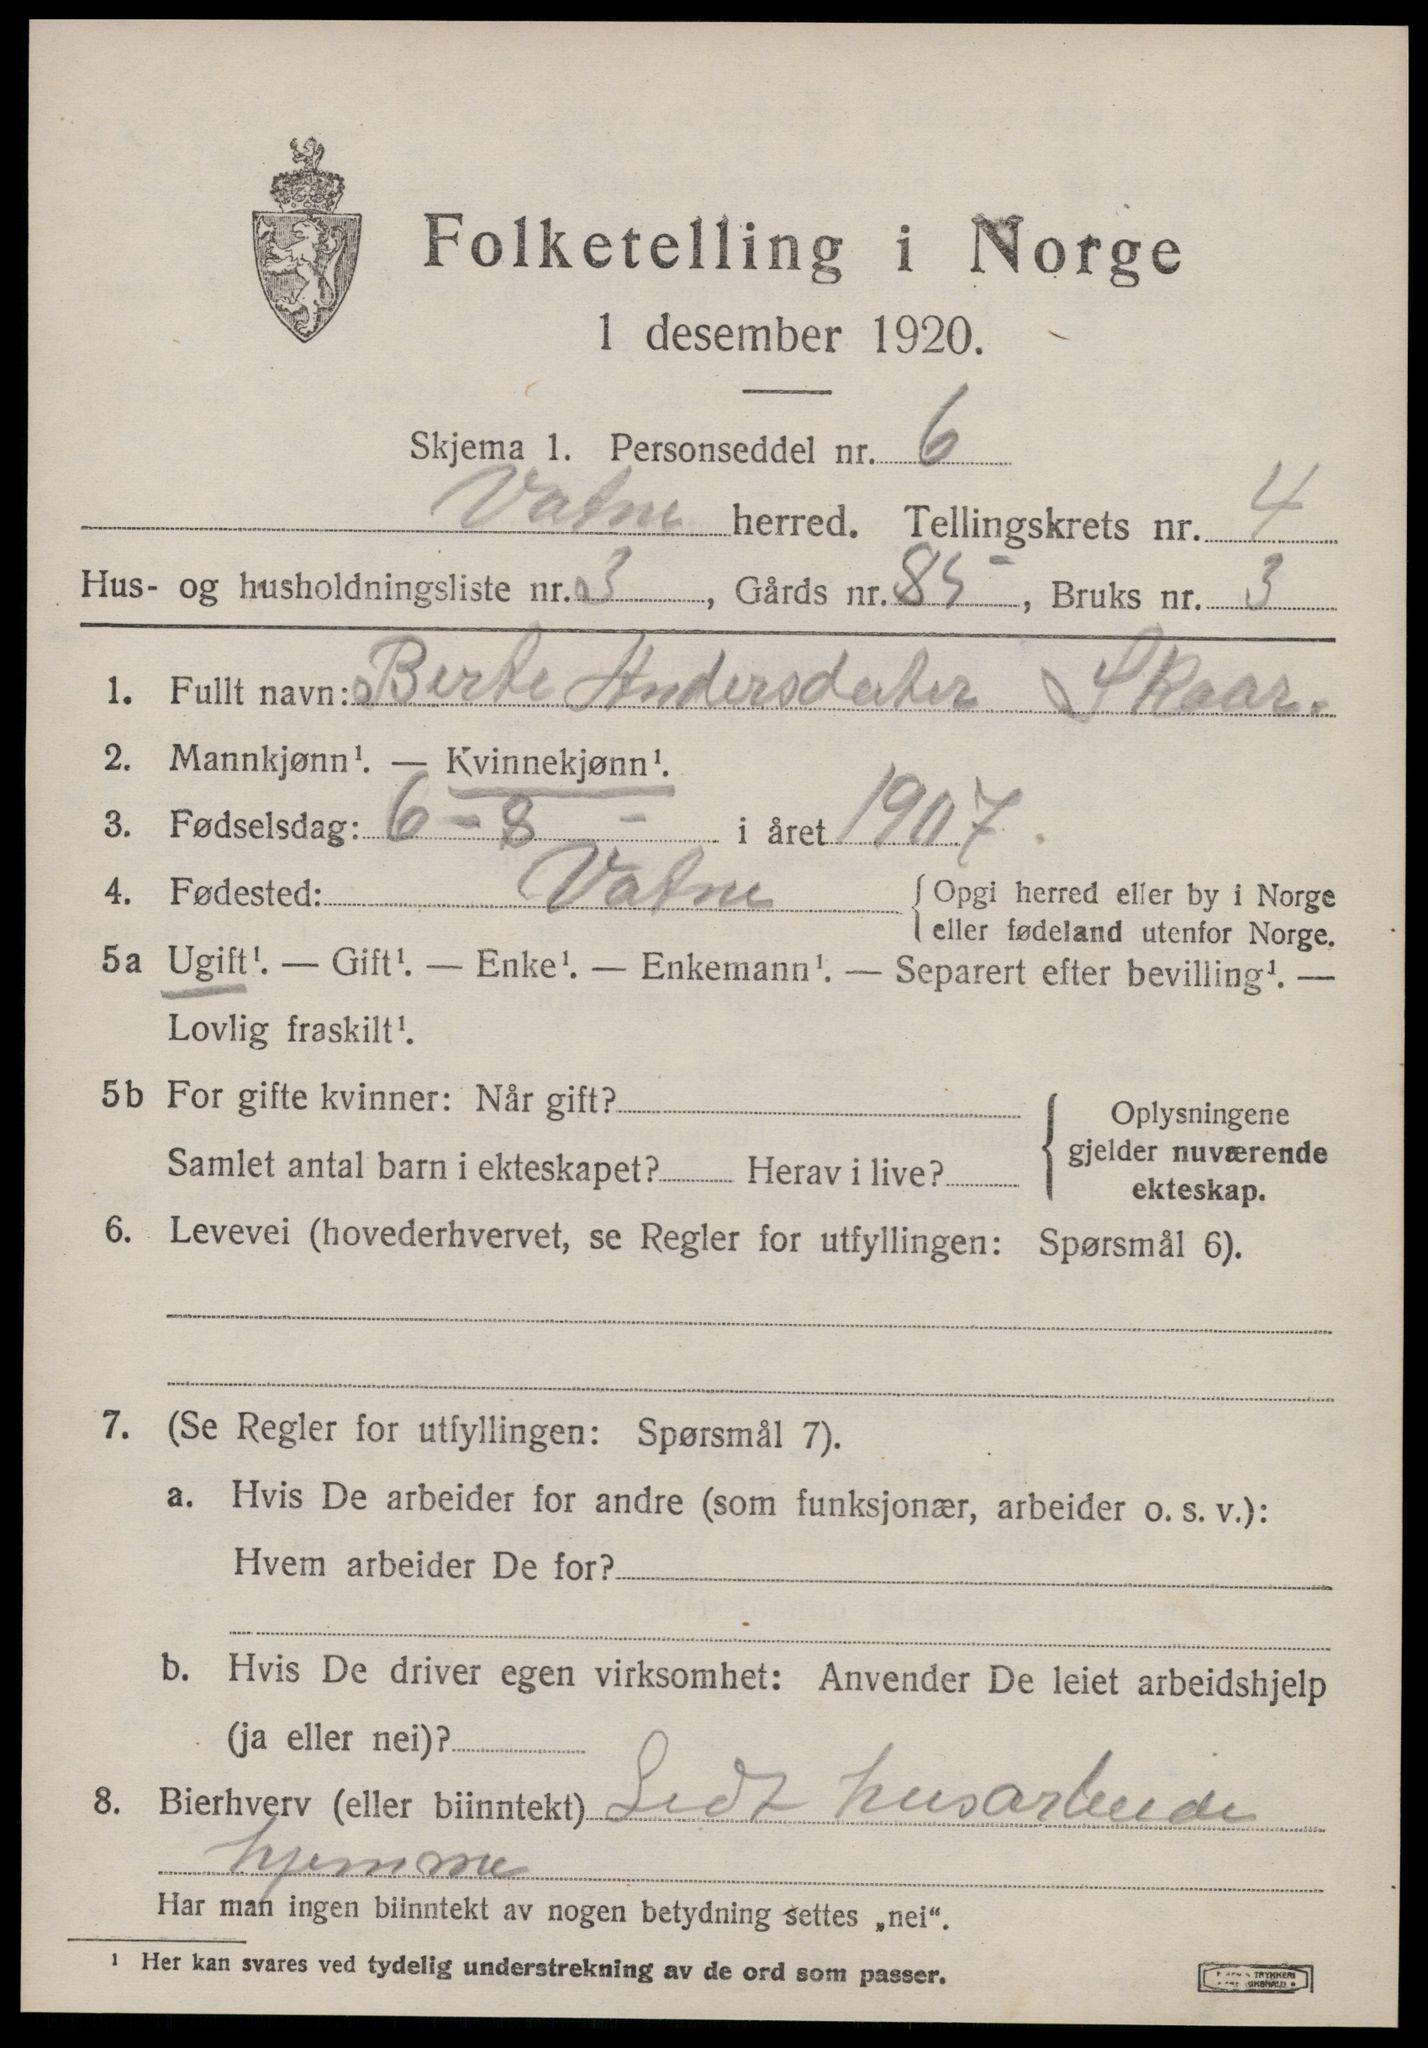 Folketelling i Norge
1 desember 1920.
Skjema 1. Personseddel nr. 6
Vatne herred. Tellingskrets nr. 4
Hus- og husholdningsliste nr. 3, Gårds nr. 85, Bruks nr. 3
1. Fullt navn: Berte Andersdatter Skaar.
2. Mannkjønn¹. — Kvinnekjønn¹.
3. Fødselsdag: 6 - 8 - i året 1907.
4. Fødested: Vatne { Opgi herred eller by i Norge
eller fødeland utenfor Norge.
5a Ugift¹. — Gift¹. — Enke¹. — Enkemann¹. — Separert efter bevilling¹. —
Lovlig fraskilt¹.
5b For gifte kvinner: Når gift? { Oplysningene
gjelder nuværende
ekteskap.
Samlet antal barn i ekteskapet? Herav i live?
6. Levevei (hovederhvervet, se Regler for utfyllingen: Spørsmål 6).
7. (Se Regler for utfyllingen: Spørsmål 7).
a. Hvis De arbeider for andre (som funksjonær, arbeider o. s. v.):
Hvem arbeider De for?
b. Hvis De driver egen virksomhet: Anvender De leiet arbeidshjelp
(ja eller nei)?
8. Bierhverv (eller biinntekt) Lidt husarbeide
hjemme
Har man ingen biinntekt av nogen betydning settes „nei“.
¹ Her kan svares ved tydelig understrekning av de ord som passer.